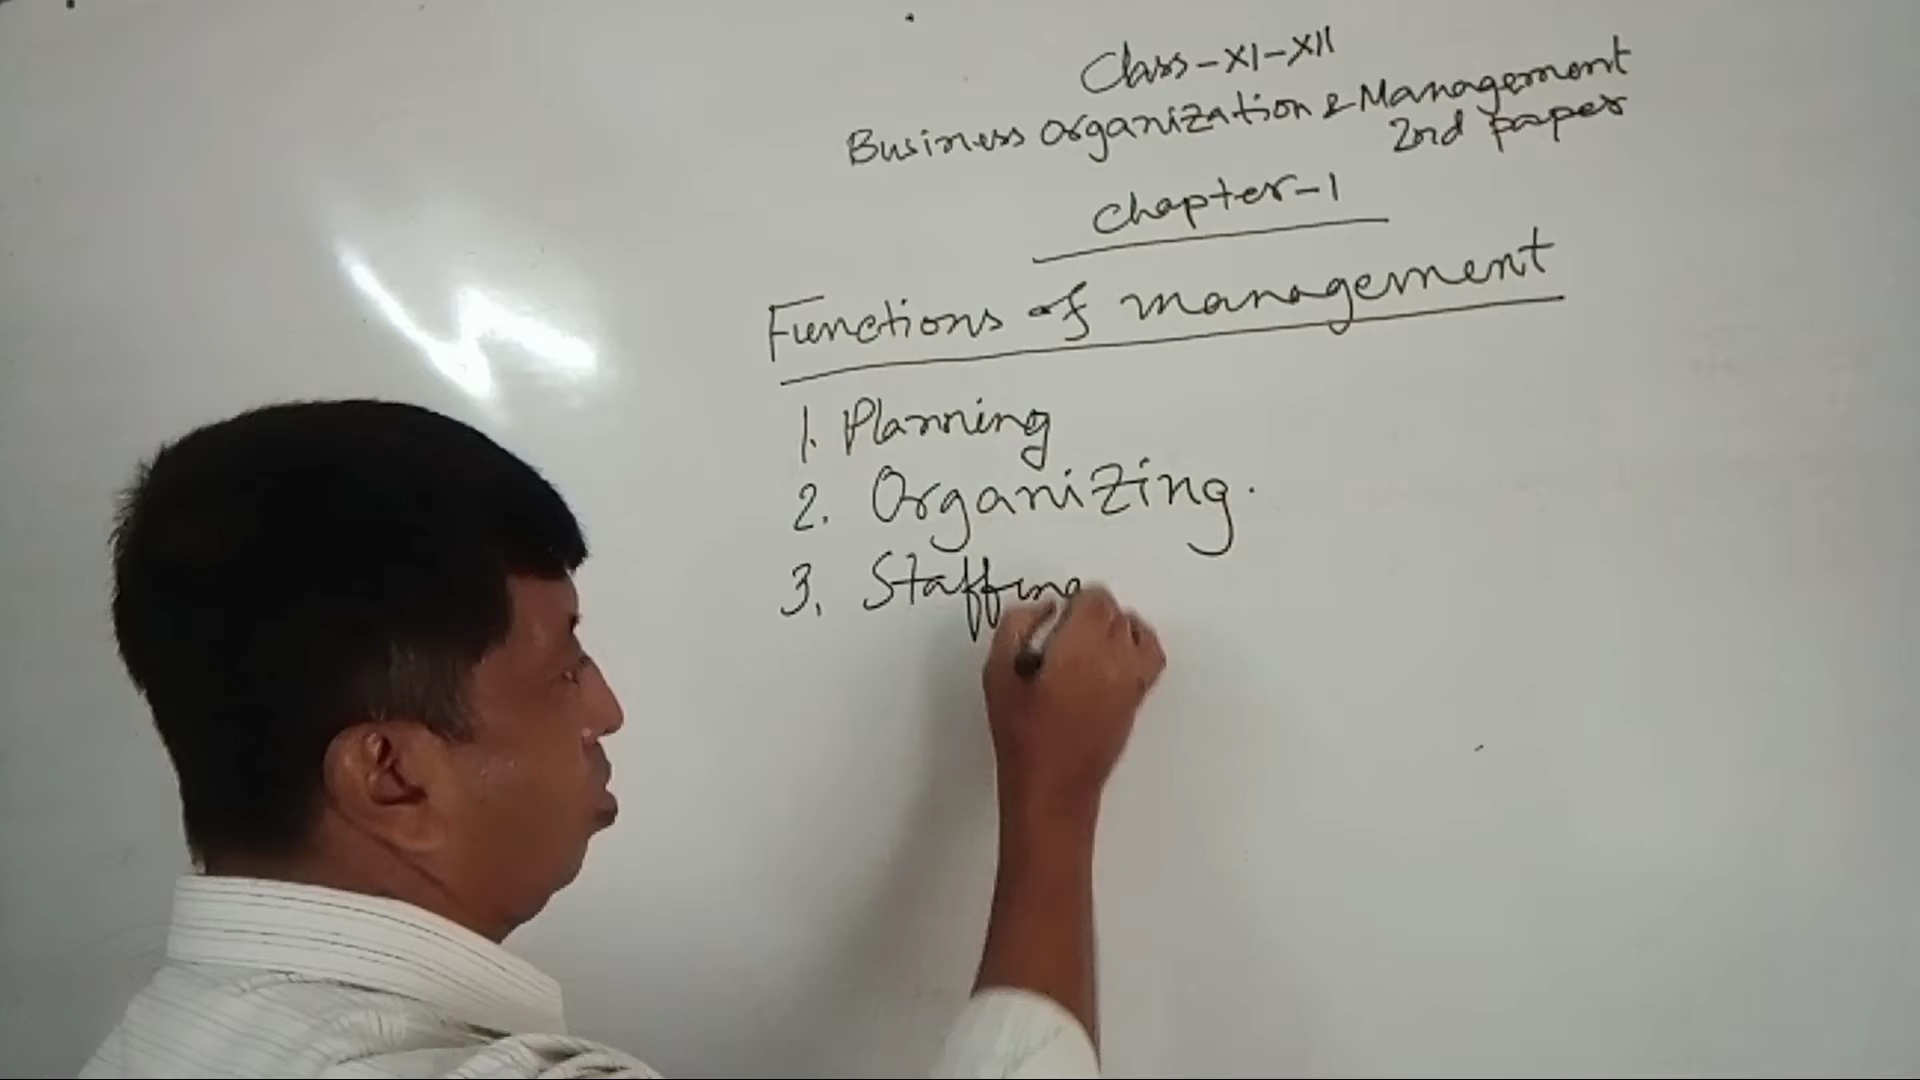 Class-XI-XII
Business Organization & Management
2nd paper
Chapter-1
Functions of management
1. Planning
2. Organizing.
3. Staffing